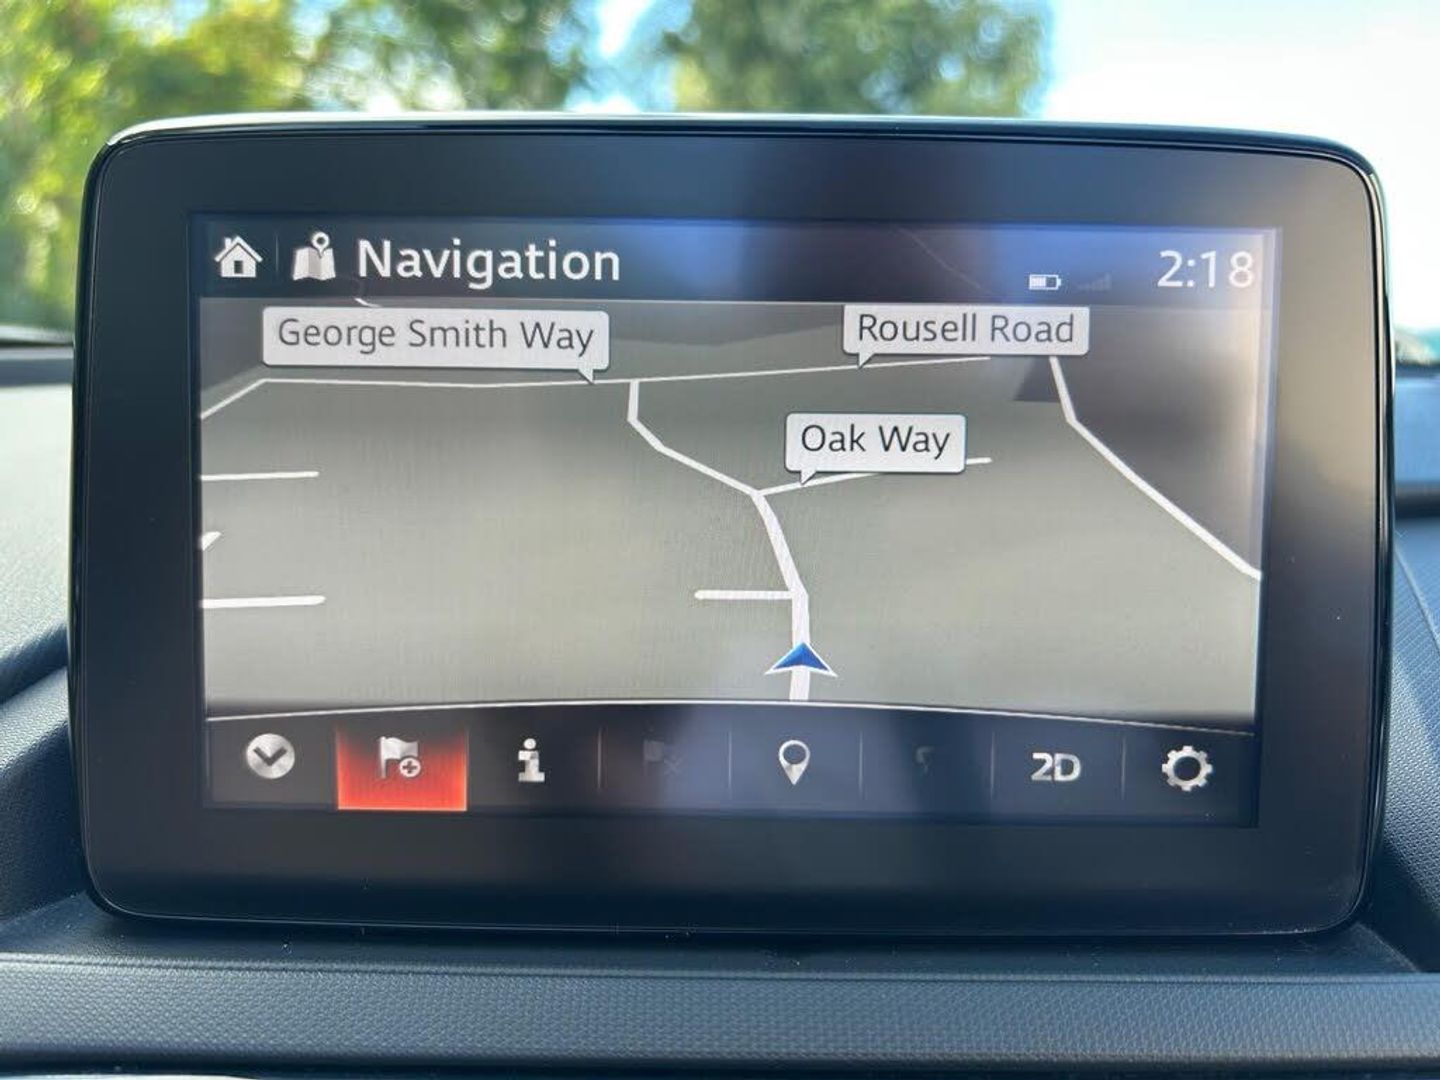 Navigation
2:18
George Smith Way
Rousell Road
Oak Way
2D